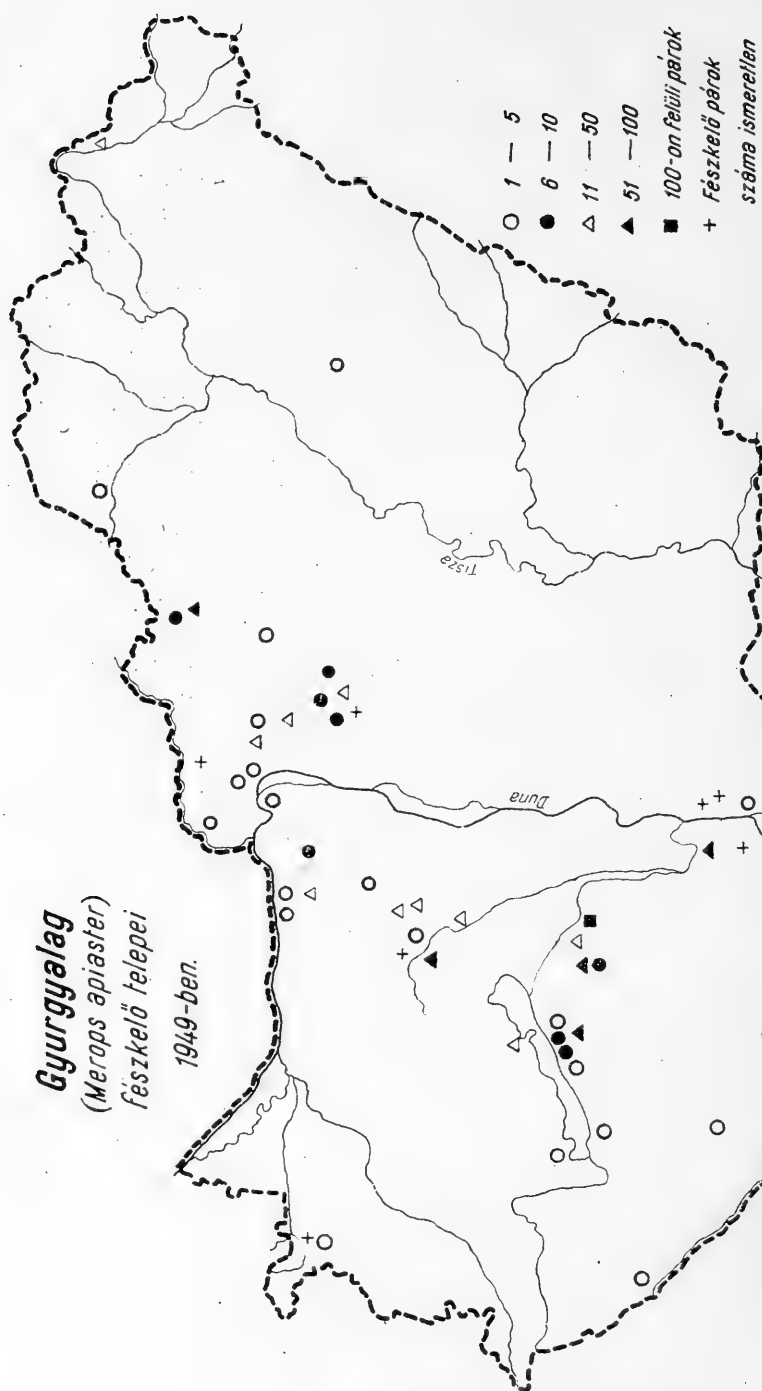 Gyurgyalag
(Merops apiaster)
fészkelő telepei
1949-ben.
Duna
Tisza
1 — 5
6 — 10
11 — 50
51 — 100
100-on felüli párok
+ Fészkelő párok
száma ismeretlen